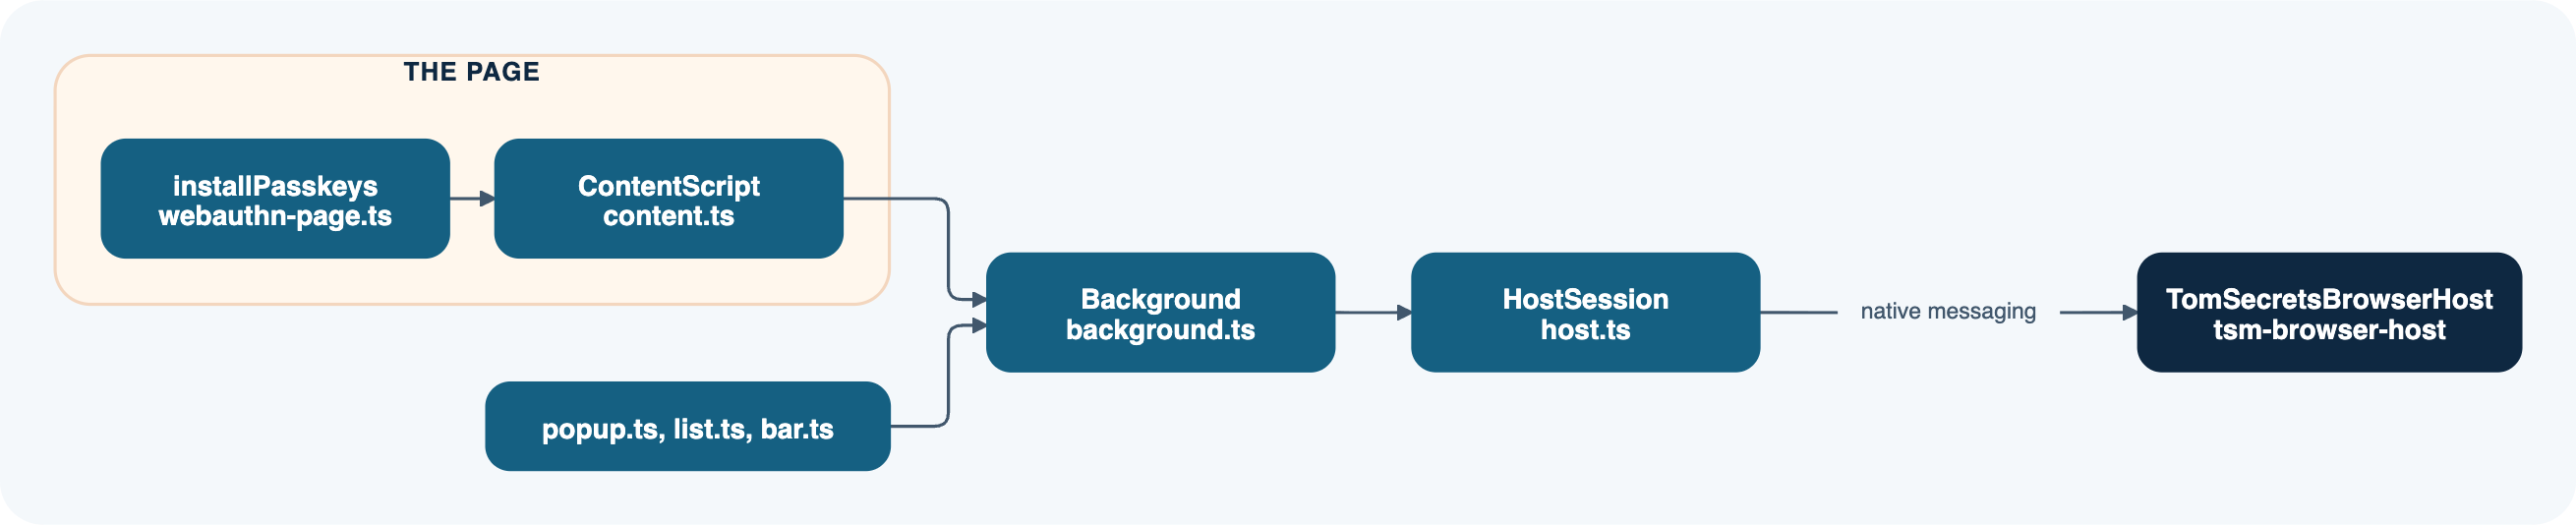 THE PAGE
installPasskeys
webauthn-page.ts
ContentScript
content.ts
Background
background.ts
HostSession
host.ts
native messaging
TomSecretsBrowserHost
tsm-browser-host
popup.ts, list.ts, bar.ts